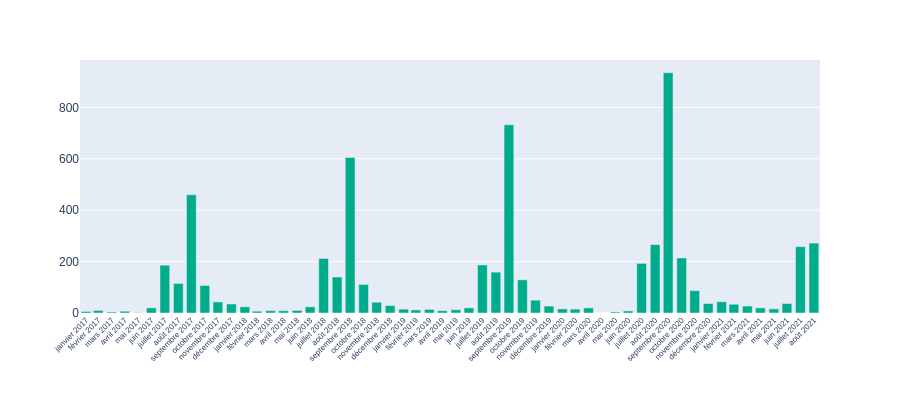 800
600
400
200
0
janvier 2017
février 2017
mars 2017
avril 2017
mai 2017
juin 2017
juillet 2017
août 2017
septembre 2017
octobre 2017
novembre 2017
décembre 2017
janvier 2018
février 2018
mars 2018
avril 2018
mai 2018
juin 2018
juillet 2018
août 2018
septembre 2018
octobre 2018
novembre 2018
décembre 2018
janvier 2019
février 2019
mars 2019
avril 2019
mai 2019
juin 2019
juillet 2019
août 2019
septembre 2019
octobre 2019
novembre 2019
décembre 2019
janvier 2020
février 2020
mars 2020
avril 2020
mai 2020
juin 2020
juillet 2020
août 2020
septembre 2020
octobre 2020
novembre 2020
décembre 2020
janvier 2021
février 2021
mars 2021
avril 2021
mai 2021
juin 2021
juillet 2021
août 2021